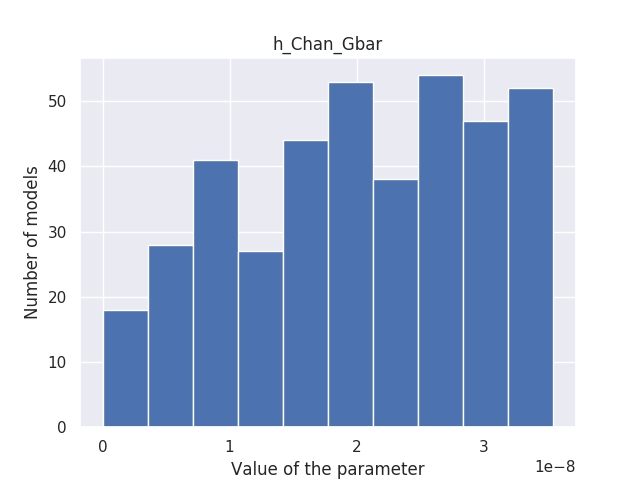 h_Chan_Gbar
Number of models
50
40
30
20
10
0
0
1
2
3
1e−8
Value of the parameter